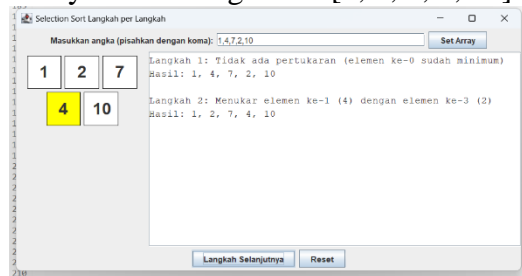 Selection Sort Langkah per Langkah
Masukkan angka (pisahkan dengan koma): 1,4,7,2,10 Set Array
1 2 7
4 10
Langkah 1: Tidak ada pertukaran (elemen ke-0 sudah minimum)
Hasil: 1, 4, 7, 2, 10
Langkah 2: Menukar elemen ke-1 (4) dengan elemen ke-3 (2)
Hasil: 1, 2, 7, 4, 10
Langkah Selanjutnya Reset